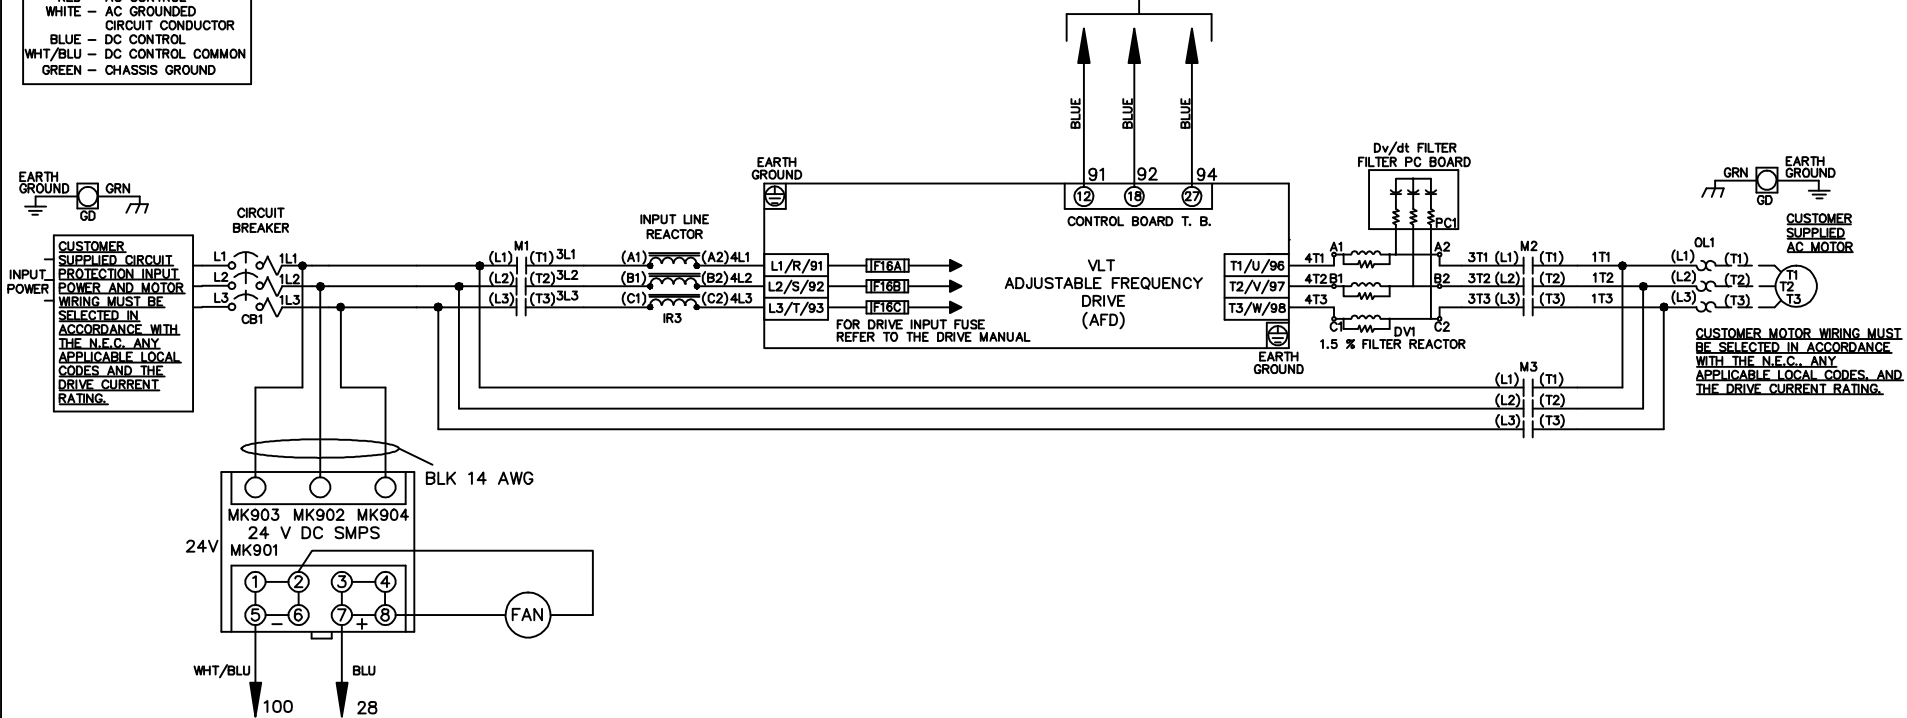 WHITE – AC GROUNDED
CIRCUIT CONDUCTOR
BLUE – DC CONTROL
WHT/BLU – DC CONTROL COMMON
GREEN – CHASSIS GROUND
BLUE
BLUE
BLUE
91
92
94
12
18
27
CONTROL BOARD T. B.
EARTH
GROUND
GRN
GD
CUSTOMER
SUPPLIED CIRCUIT
PROTECTION INPUT
POWER AND MOTOR
WIRING MUST BE
SELECTED IN
ACCORDANCE WITH
THE N.E.C. ANY
APPLICABLE LOCAL
CODES AND THE
DRIVE CURRENT
RATING.
INPUT
POWER
CIRCUIT
BREAKER
L1
1L1
L2
1L2
L3
1L3
CB1
M1
(L1) (T1) 3L1
(L2) (T2) 3L2
(L3) (T3) 3L3
INPUT LINE
REACTOR
(A1) (A2) 4L1
(B1) (B2) 4L2
(C1) (C2) 4L3
IR3
EARTH
GROUND
L1/R/91
L2/S/92
L3/T/93
F16A
F16B
F16C
FOR DRIVE INPUT FUSE
REFER TO THE DRIVE MANUAL
VLT
ADJUSTABLE FREQUENCY
DRIVE
(AFD)
T1/U/96
T2/V/97
T3/W/98
EARTH
GROUND
4T1
4T2
4T3
Dv/dt FILTER
FILTER PC BOARD
PC1
A1
A2
B1
B2
C1
C2
DV1
1.5 % FILTER REACTOR
M2
3T1 (L1) (T1) 1T1
3T2 (L2) (T2) 1T2
3T3 (L3) (T3) 1T3
M3
(L1) (T1)
(L2) (T2)
(L3) (T3)
OL1
(L1) (T1)
(L2) (T2)
(L3) (T3)
T1
T2
T3
GRN
EARTH
GROUND
GD
CUSTOMER
SUPPLIED
AC MOTOR
CUSTOMER MOTOR WIRING MUST
BE SELECTED IN ACCORDANCE
WITH THE N.E.C., ANY
APPLICABLE LOCAL CODES, AND
THE DRIVE CURRENT RATING.
BLK 14 AWG
MK903 MK902 MK904
24 V DC SMPS
24V
MK901
1 2 3 4
5 6 7 8
– +
FAN
WHT/BLU
BLU
100
28